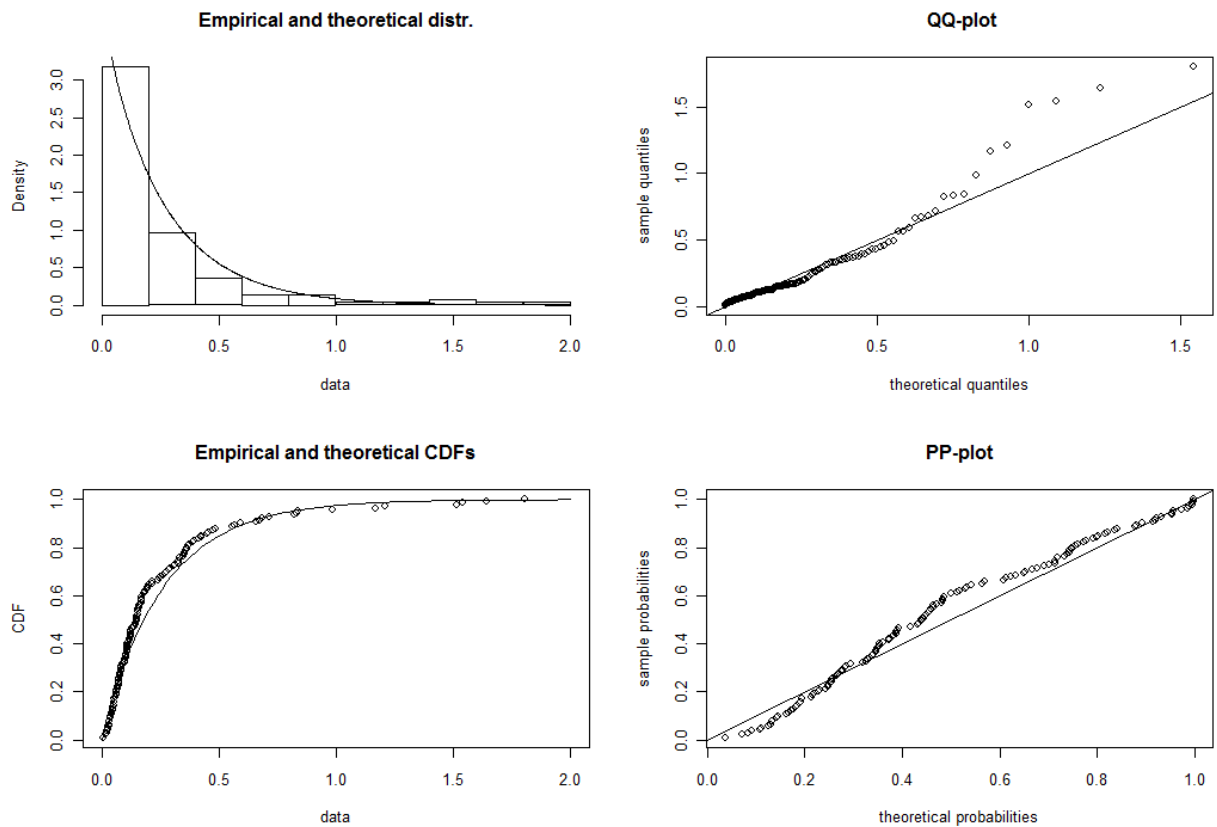 Empirical and theoretical distr.
Density
0.0 0.5 1.0 1.5 2.0 2.5 3.0
0.0 0.5 1.0 1.5 2.0
data
QQ-plot
sample quantiles
0.0 0.5 1.0 1.5
0.0 0.5 1.0 1.5
theoretical quantiles
Empirical and theoretical CDFs
CDF
0.0 0.2 0.4 0.6 0.8 1.0
0.0 0.5 1.0 1.5 2.0
data
PP-plot
sample probabilities
0.0 0.2 0.4 0.6 0.8 1.0
0.0 0.2 0.4 0.6 0.8 1.0
theoretical probabilities